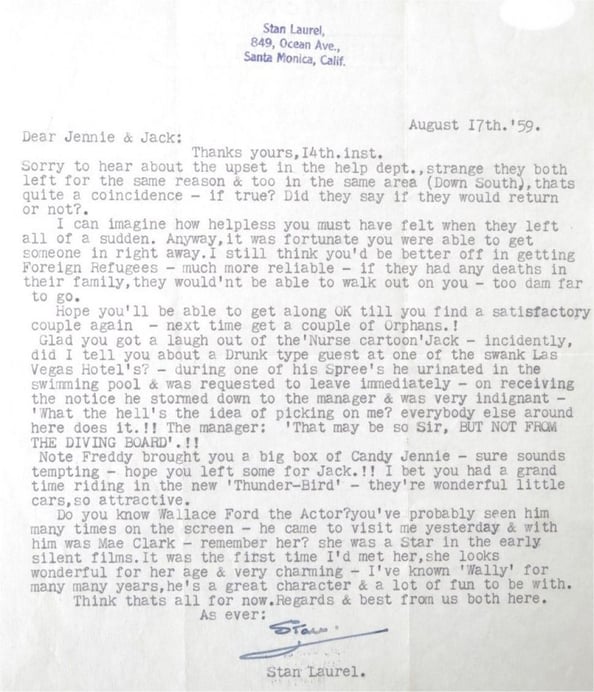 Stan Laurel,
849, Ocean Ave.,
Santa Monica, Calif.
August I7th.'59.
Dear Jennie & Jack:
Thanks yours,I4th.inst.
Sorry to hear about the upset in the help dept.,strange they both
left for the same reason & too in the same area (Down South),thats
quite a coincidence - if true? Did they say if they would return
or not?.
I can imagine how helpless you must have felt when they left
all of a sudden. Anyway,it was fortunate you were able to get
someone in right away.I still think you'd be better off in getting
Foreign Refugees - much more reliable - if they had any deaths in
their family,they would'nt be able to walk out on you - too dam far
to go.
Hope you'll be able to get along OK till you find a satisfactory
couple again - next time get a couple of Orphans.!
Glad you got a laugh out of the'Nurse cartoon'Jack - incidently,
did I tell you about a Drunk type guest at one of the swank Las
Vegas Hotel's? - during one of his Spree's he urinated in the
swimming pool & was requested to leave immediately - on receiving
the notice he stormed down to the manager & was very indignant -
'What the hell's the idea of picking on me? everybody else around
here does it.!! The manager: 'That may be so Sir, BUT NOT FROM
THE DIVING BOARD'.!!
Note Freddy brought you a big box of Candy Jennie - sure sounds
tempting - hope you left some for Jack.!! I bet you had a grand
time riding in the new 'Thunder-Bird' - they're wonderful little
cars,so attractive.
Do you know Wallace Ford the Actor?you've probably seen him
many times on the screen - he came to visit me yesterday & with
him was Mae Clark - remember her? she was a Star in the early
silent films.It was the first time I'd met her,she looks
wonderful for her age & very charming - I've known 'Wally' for
many many years,he's a great character & a lot of fun to be with.
Think thats all for now.Regards & best from us both here.
As ever:
Stan.
Stan Laurel.